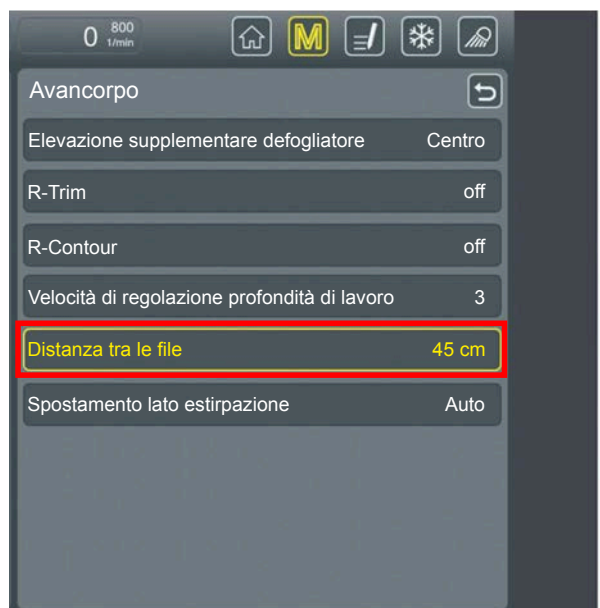 0 800
1/min
M
Avancorpo
Elevazione supplementare defogliatore Centro
R-Trim off
R-Contour off
Velocità di regolazione profondità di lavoro 3
Distanza tra le file 45 cm
Spostamento lato estirpazione Auto